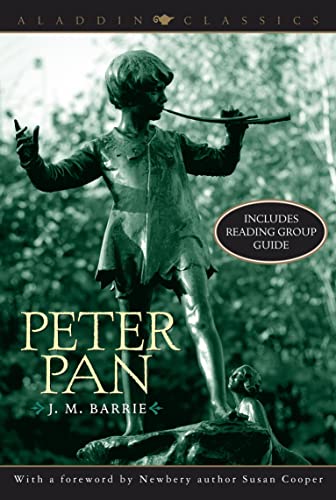 ALADDIN CLASSICS
INCLUDES
READING GROUP
GUIDE
PETER
PAN
J. M. BARRIE
With a foreword by Newbery author Susan Cooper